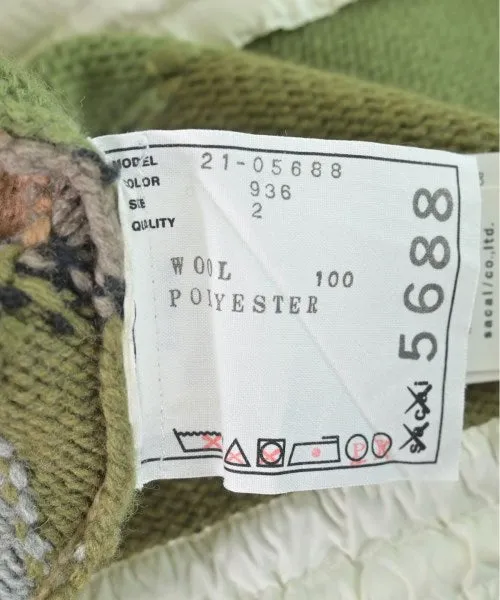 MODEL 21-05688
COLOR 936
SIZE 2
QUALITY
WOOL 100
POLYESTER
P
5688
sacai
sacai/co,ltd.